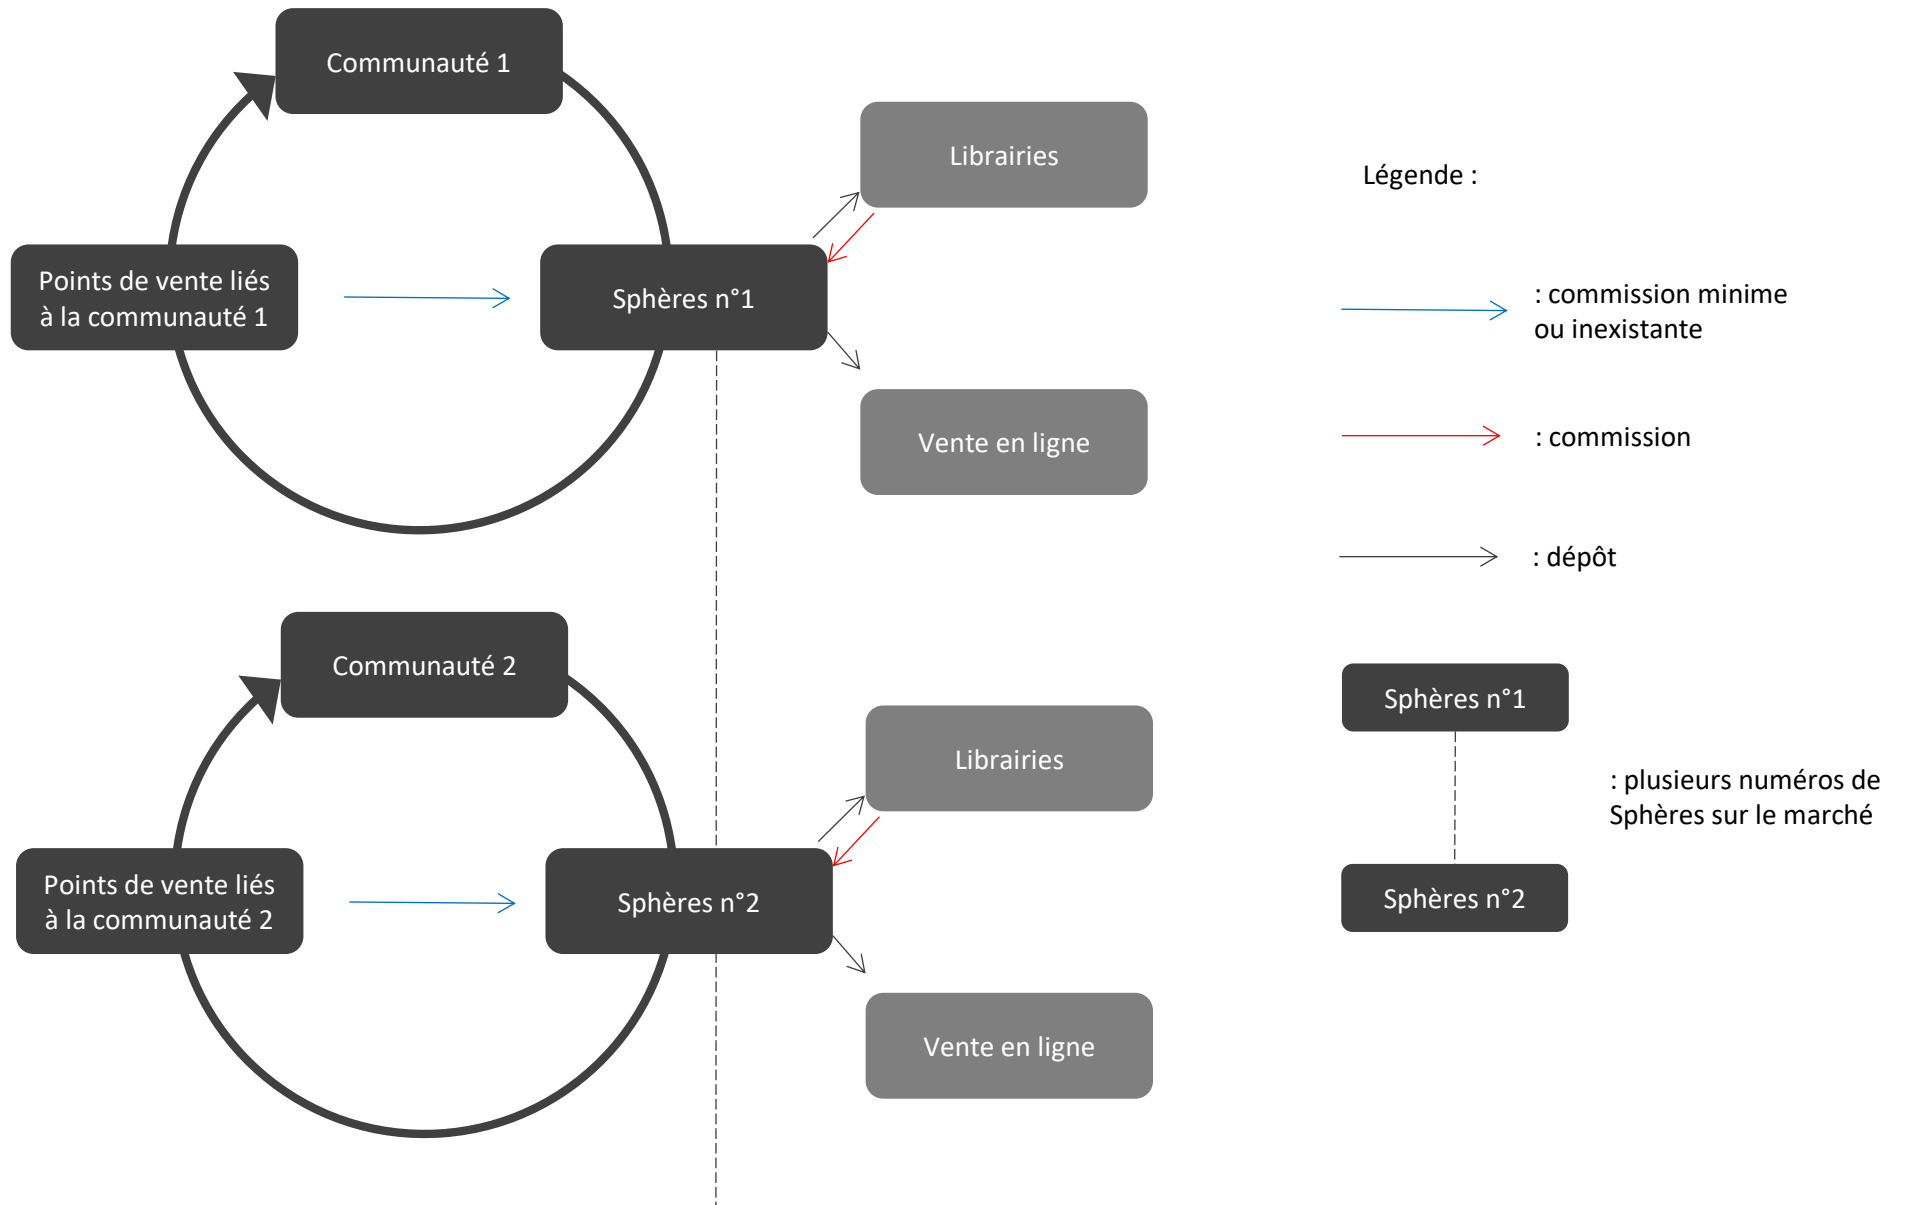 Communauté 1
Librairies
Légende :
Points de vente liés
à la communauté 1
Sphères n°1
: commission minime
ou inexistante
Vente en ligne
: commission
: dépôt
Communauté 2
Librairies
Sphères n°1
: plusieurs numéros de
Sphères sur le marché
Points de vente liés
à la communauté 2
Sphères n°2
Sphères n°2
Vente en ligne